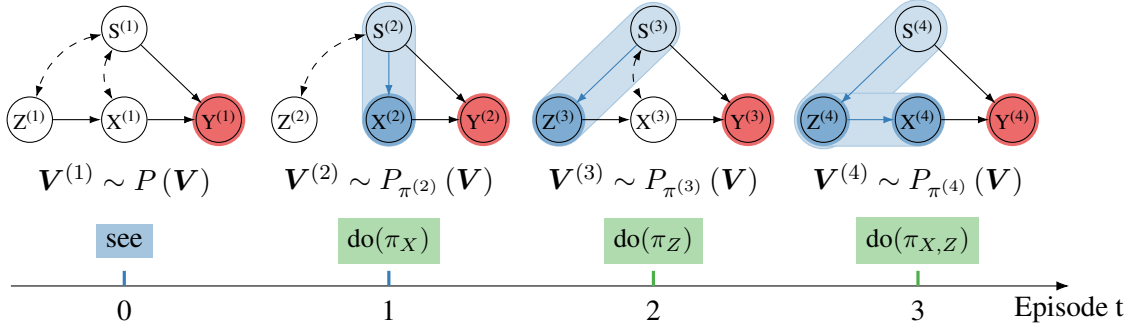 S(1) S(2) S(3) S(4)
Z(1) X(1) Y(1) Z(2) X(2) Y(2) Z(3) X(3) Y(3) Z(4) X(4) Y(4)
V(1) ∼ P (V) V(2) ∼ Pπ(2) (V) V(3) ∼ Pπ(3) (V) V(4) ∼ Pπ(4) (V)
see do(πX) do(πZ) do(πX,Z)
0 1 2 3 Episode t